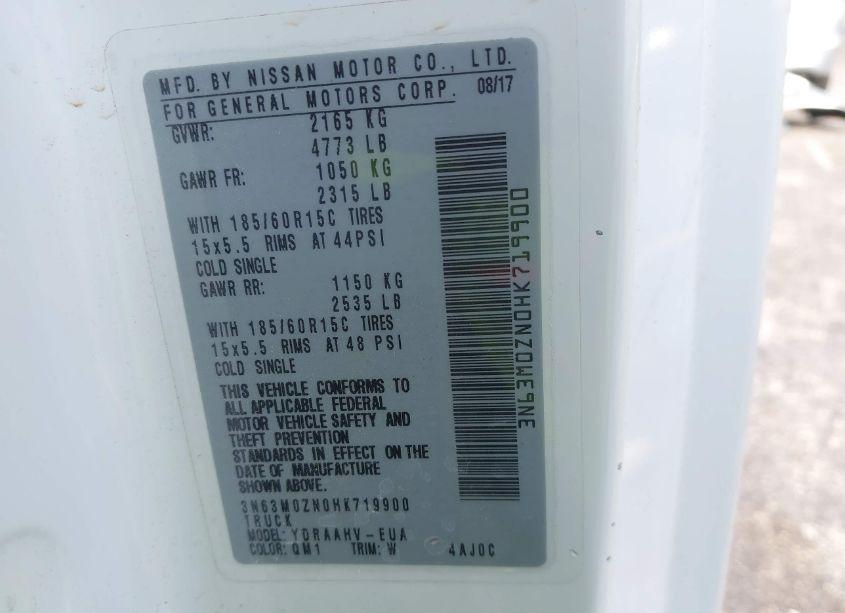 MFD. BY NISSAN MOTOR CO., LTD.
FOR GENERAL MOTORS CORP. 08/17
GVWR: 2165 KG
4773 LB
GAWR FR: 1050 KG
2315 LB
WITH 185/60R15C TIRES
15x5.5 RIMS AT 44PSI
COLD SINGLE
GAWR RR: 1150 KG
2535 LB
WITH 185/60R15C TIRES
15x5.5 RIMS AT 48 PSI
COLD SINGLE
THIS VEHICLE CONFORMS TO
ALL APPLICABLE FEDERAL
MOTOR VEHICLE SAFETY AND
THEFT PREVENTION
STANDARDS IN EFFECT ON THE
DATE OF MANUFACTURE
SHOWN ABOVE.
3N63M0ZN0HK719900
TRUCK
MODEL: YDRAAHV-EUA
COLOR: QM1 TRIM: W 4AJ0C
3N63M0ZN0HK719900